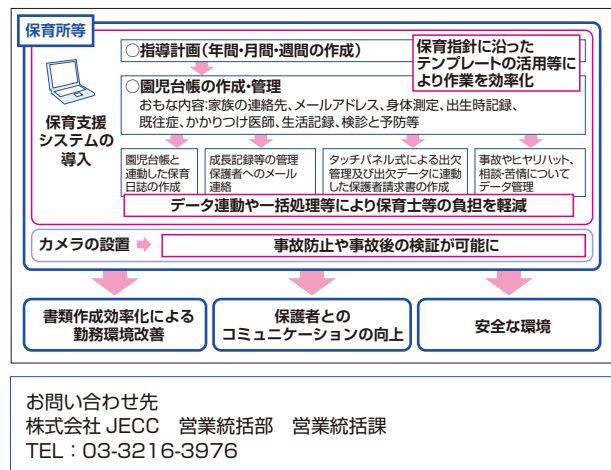 保育所等
○指導計画(年間・月間・週間の作成)
保育指針に沿った
テンプレートの活用等に
より作業を効率化
保育支援
システムの
導入
○園児台帳の作成・管理
おもな内容:家族の連絡先、メールアドレス、身体測定、出生時記録、
既往症、かかりつけ医師、生活記録、検診と予防等
園児台帳と
連動した保育
日誌の作成
成長記録等の管理
保護者へのメール
連絡
タッチパネル式による出欠
管理及び出欠データに連動
した保護者請求書の作成
事故やヒヤリハット、
相談・苦情について
データ管理
データ連動や一括処理等により保育士等の負担を軽減
カメラの設置
事故防止や事故後の検証が可能に
書類作成効率化による
勤務環境改善
保護者との
コミュニケーションの向上
安全な環境
お問い合わせ先
株式会社 JECC 営業統括部 営業統括課
TEL:03-3216-3976